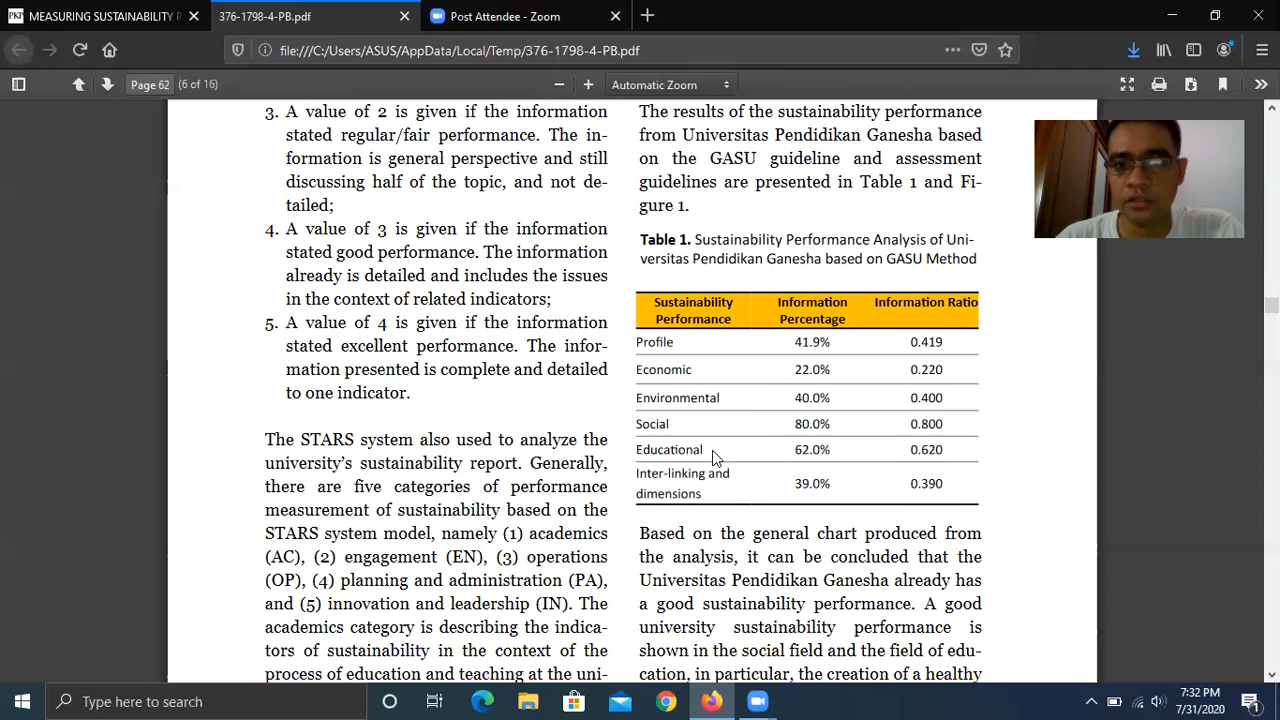 MEASURING SUSTAINABILITY P
376-1798-4-PB.pdf
Post Attendee - Zoom
file:///C:/Users/ASUS/AppData/Local/Temp/376-1798-4-PB.pdf
Page 62
(6 of 16)
Automatic Zoom
3. A value of 2 is given if the information
stated regular/fair performance. The in-
formation is general perspective and still
discussing half of the topic, and not de-
tailed;
4. A value of 3 is given if the information
stated good performance. The information
already is detailed and includes the issues
in the context of related indicators;
5. A value of 4 is given if the information
stated excellent performance. The infor-
mation presented is complete and detailed
to one indicator.
The STARS system also used to analyze the
university's sustainability report. Generally,
there are five categories of performance
measurement of sustainability based on the
STARS system model, namely (1) academics
(AC), (2) engagement (EN), (3) operations
(OP), (4) planning and administration (PA),
and (5) innovation and leadership (IN). The
academics category is describing the indica-
tors of sustainability in the context of the
process of education and teaching at the uni-
The results of the sustainability performance
from Universitas Pendidikan Ganesha based
on the GASU guideline and assessment
guidelines are presented in Table 1 and Fi-
gure 1.
Table 1. Sustainability Performance Analysis of Uni-
versitas Pendidikan Ganesha based on GASU Method
Sustainability Performance Information Percentage Information Ratio
Profile 41.9% 0.419
Economic 22.0% 0.220
Environmental 40.0% 0.400
Social 80.0% 0.800
Educational 62.0% 0.620
Inter-linking and dimensions 39.0% 0.390
Based on the general chart produced from
the analysis, it can be concluded that the
Universitas Pendidikan Ganesha already has
a good sustainability performance. A good
university sustainability performance is
shown in the social field and the field of edu-
cation, in particular, the creation of a healthy
Type here to search
7:32 PM
7/31/2020